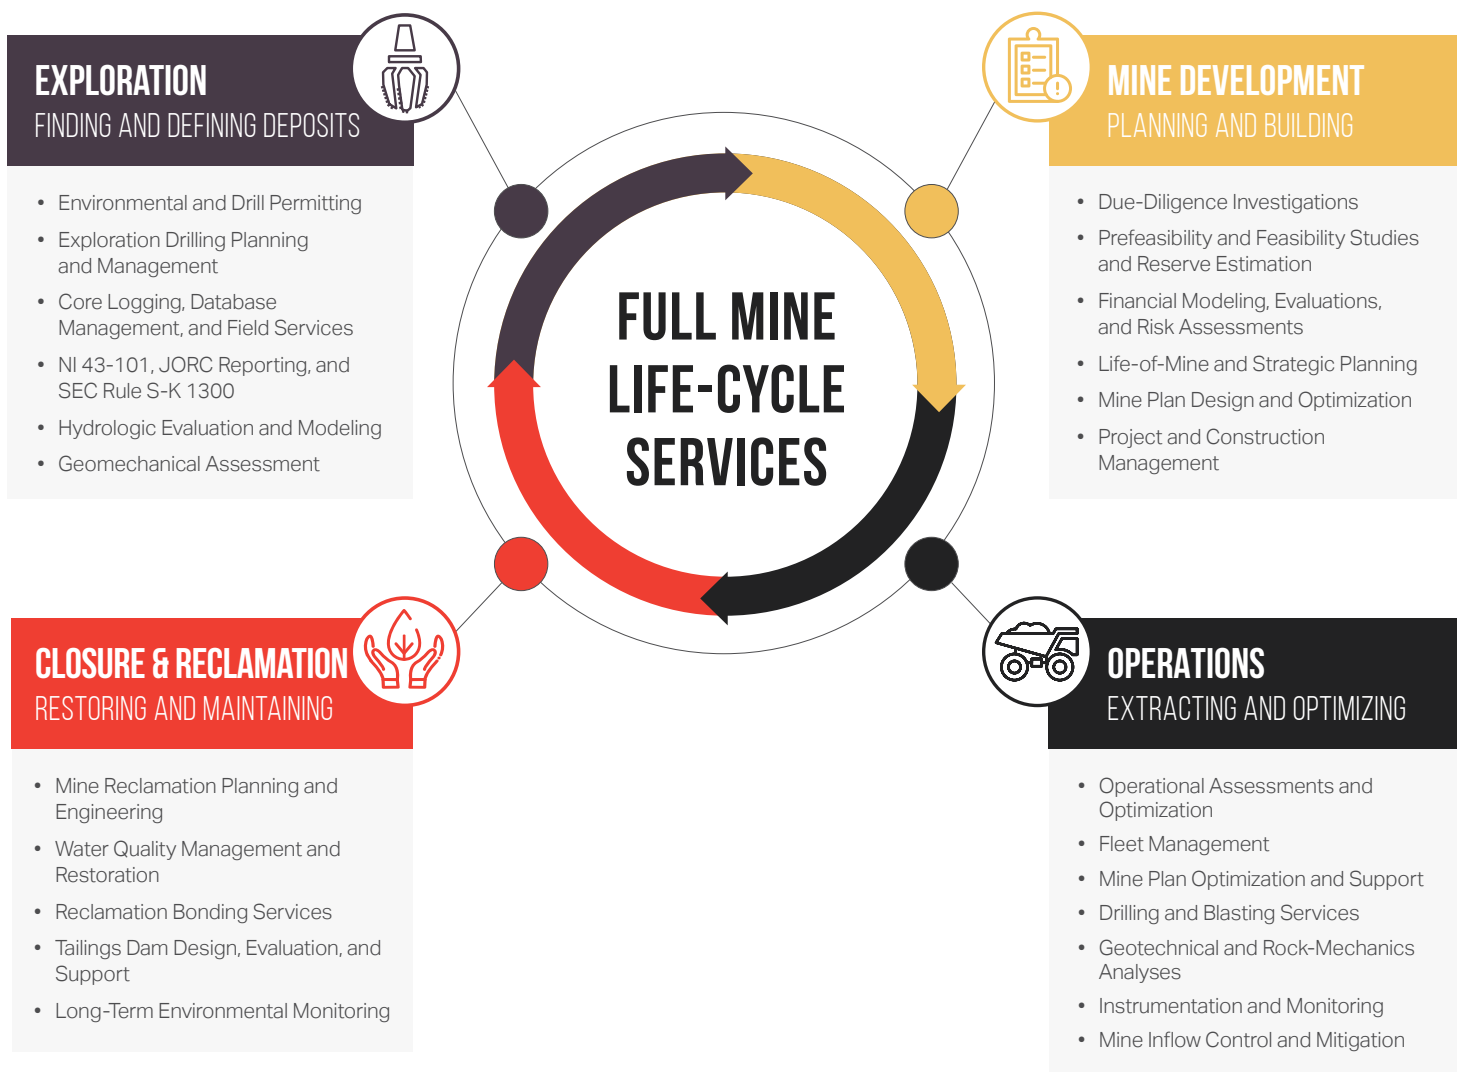 EXPLORATION
FINDING AND DEFINING DEPOSITS
• Environmental and Drill Permitting
• Exploration Drilling Planning
and Management
• Core Logging, Database
Management, and Field Services
• NI 43-101, JORC Reporting, and
SEC Rule S-K 1300
• Hydrologic Evaluation and Modeling
• Geomechanical Assessment
MINE DEVELOPMENT
PLANNING AND BUILDING
• Due-Diligence Investigations
• Prefeasibility and Feasibility Studies
and Reserve Estimation
• Financial Modeling, Evaluations,
and Risk Assessments
• Life-of-Mine and Strategic Planning
• Mine Plan Design and Optimization
• Project and Construction
Management
FULL MINE
LIFE-CYCLE
SERVICES
CLOSURE & RECLAMATION
RESTORING AND MAINTAINING
• Mine Reclamation Planning and
Engineering
• Water Quality Management and
Restoration
• Reclamation Bonding Services
• Tailings Dam Design, Evaluation, and
Support
• Long-Term Environmental Monitoring
OPERATIONS
EXTRACTING AND OPTIMIZING
• Operational Assessments and
Optimization
• Fleet Management
• Mine Plan Optimization and Support
• Drilling and Blasting Services
• Geotechnical and Rock-Mechanics
Analyses
• Instrumentation and Monitoring
• Mine Inflow Control and Mitigation